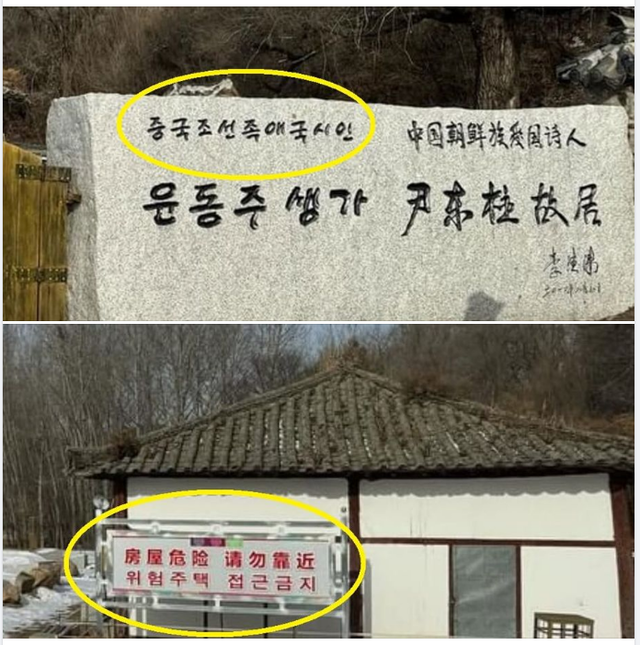 중국조선족애국시인 中国朝鲜族爱国诗人
윤동주생가 尹东柱故居
房屋危险 请勿靠近
위험주택 접근금지